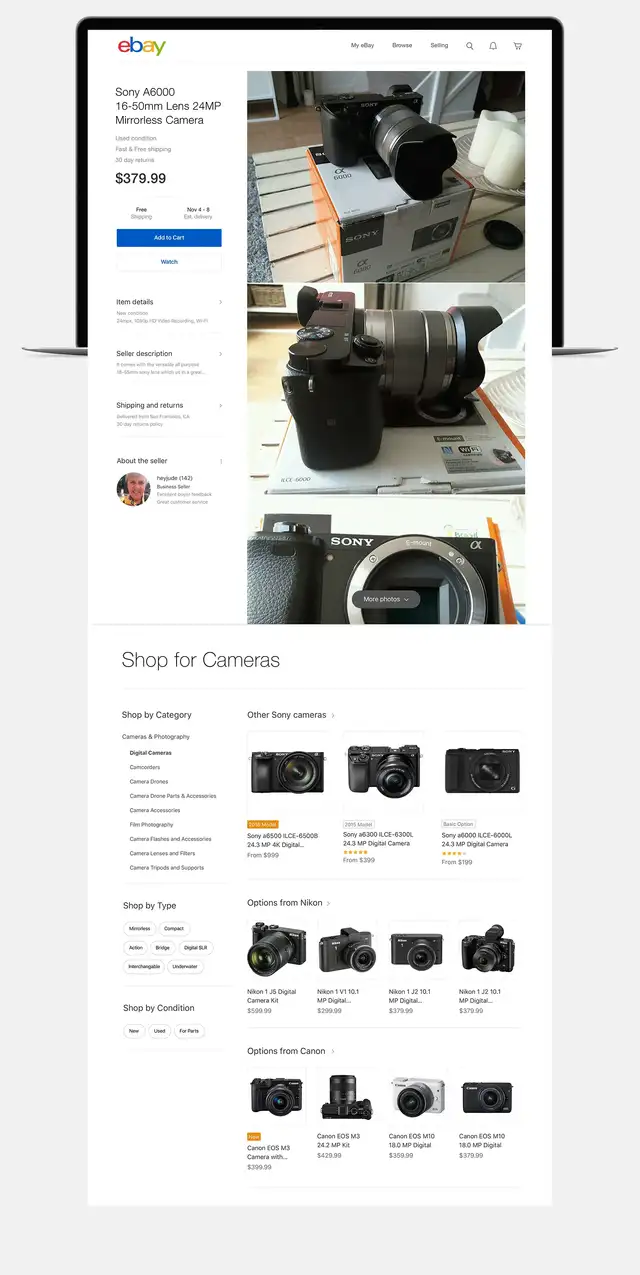 ebay
My eBay Browse Selling
Sony A6000
16-50mm Lens 24MP
Mirrorless Camera
Used condition
Fast & Free shipping
30 day returns
$379.99
Free
Shipping
Nov 4 - 8
Est. delivery
Add to Cart
Watch
Item details
New condition
24mpx, 1080p HD Video Recording, Wi-Fi
Seller description
It comes with the versatile all purpose
16-50mm sony lens which us in a great...
Shipping and returns
Delivered from San Francisco, CA
30 day returns policy
About the seller
heyjude (142)
Business Seller
Excellent buyer feedback
Great customer service
SONY
α
6000
SONY
α
6000
E-mount
Wi Fi
ILCE-6000
SONY
E-mount
α
More photos
Shop for Cameras
Shop by Category
Cameras & Photography
Digital Cameras
Camcorders
Camera Drones
Camera Drone Parts & Accessories
Camera Accessories
Film Photography
Camera Flashes and Accessories
Camera Lenses and Filters
Camera Tripods and Supports
Shop by Type
Mirrorless
Compact
Action
Bridge
Digital SLR
Interchangable
Underwater
Shop by Condition
New
Used
For Parts
Other Sony cameras
SONY
SONY
SONY
2016 Model
Sony a6500 ILCE-6500B
24.3 MP 4K Digital...
From $999
2015 Model
Sony a6300 ILCE-6300L
24.3 MP Digital Camera
From $399
Basic Option
Sony a6000 ILCE-6000L
24.3 MP Digital Camera
From $199
Options from Nikon
Nikon 1 J5 Digital
Camera Kit
$599.99
Nikon 1 V1 10.1
MP Digital...
$299.99
Nikon 1 J2 10.1
MP Digital...
$379.99
Nikon 1 J2 10.1
MP Digital...
$379.99
Options from Canon
New
Canon EOS M3
Camera with...
$399.99
Canon EOS M3
24.2 MP Kit
$429.99
Canon EOS M10
18.0 MP Digital
$359.99
Canon EOS M10
18.0 MP Digital
$379.99